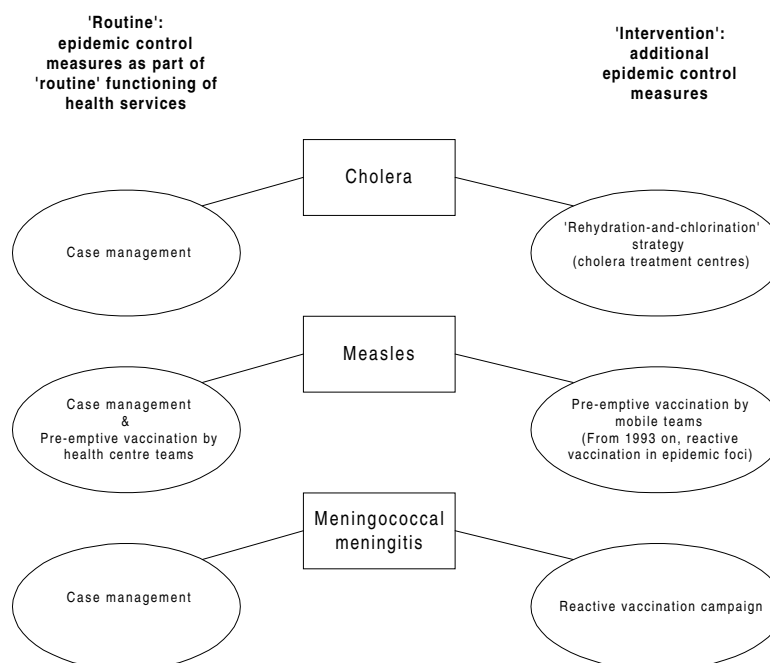 'Routine':
epidemic control
measures as part of
'routine' functioning of
health services
'Intervention':
additional
epidemic control
measures
Cholera
Case management
'Rehydration-and-chlorination'
strategy
(cholera treatment centres)
Measles
Case management
&
Pre-emptive vaccination by
health centre teams
Pre-emptive vaccination by
mobile teams
(From 1993 on, reactive
vaccination in epidemic foci)
Meningococcal
meningitis
Case management
Reactive vaccination campaign